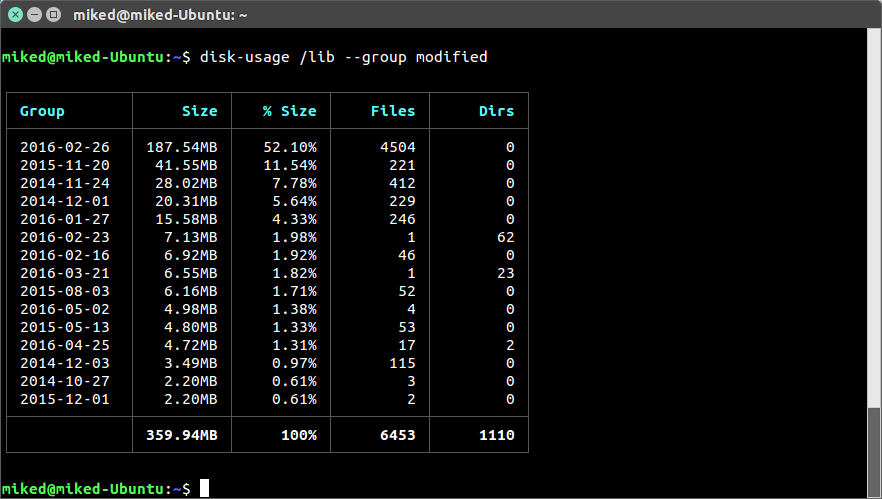 miked@miked-Ubuntu: ~
miked@miked-Ubuntu:~$ disk-usage /lib --group modified
Group Size % Size Files Dirs
2016-02-26 187.54MB 52.10% 4504 0
2015-11-20 41.55MB 11.54% 221 0
2014-11-24 28.02MB 7.78% 412 0
2014-12-01 20.31MB 5.64% 229 0
2016-01-27 15.58MB 4.33% 246 0
2016-02-23 7.13MB 1.98% 1 62
2016-02-16 6.92MB 1.92% 46 0
2016-03-21 6.55MB 1.82% 1 23
2015-08-03 6.16MB 1.71% 52 0
2016-05-02 4.98MB 1.38% 4 0
2015-05-13 4.80MB 1.33% 53 0
2016-04-25 4.72MB 1.31% 17 2
2014-12-03 3.49MB 0.97% 115 0
2014-10-27 2.20MB 0.61% 3 0
2015-12-01 2.20MB 0.61% 2 0
359.94MB 100% 6453 1110
miked@miked-Ubuntu:~$